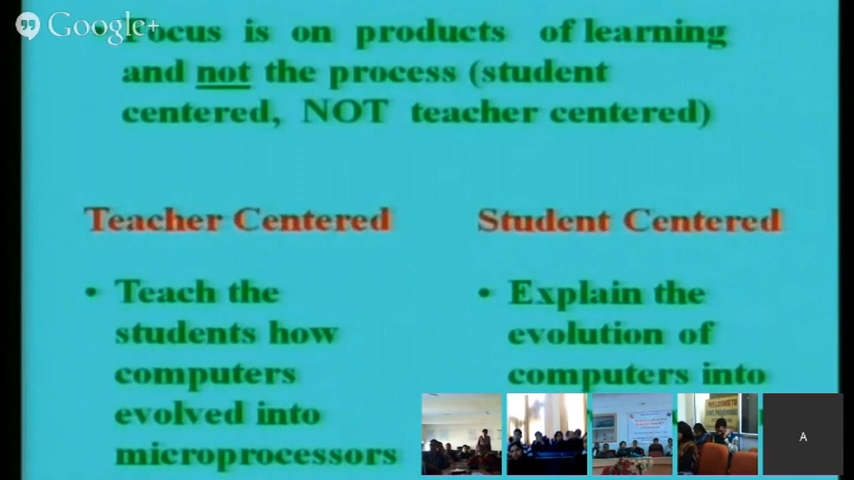 Google+
Focus is on products of learning
and not the process (student
centered, NOT teacher centered)
Teacher Centered
• Teach the
students how
computers
evolved into
microprocessors
Student Centered
• Explain the
evolution of
computers into
A